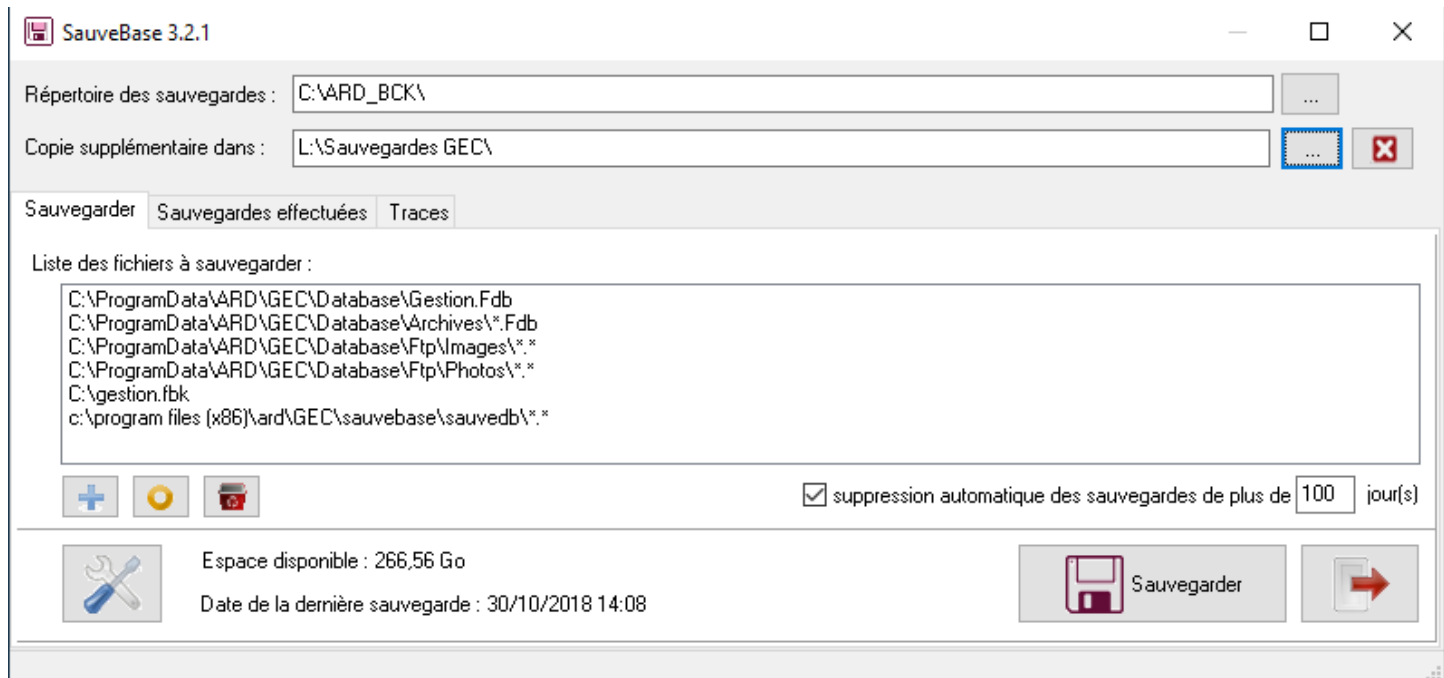 SauveBase 3.2.1
Répertoire des sauvegardes : C:\ARD_BCK\ ...
Copie supplémentaire dans : L:\Sauvegardes GEC\ ...
Sauvegarder Sauvegardes effectuées Traces
Liste des fichiers à sauvegarder :
C:\ProgramData\ARD\GEC\Database\Gestion.Fdb
C:\ProgramData\ARD\GEC\Database\Archives\*.Fdb
C:\ProgramData\ARD\GEC\Database\Ftp\Images\*.*
C:\ProgramData\ARD\GEC\Database\Ftp\Photos\*.*
C:\gestion.fbk
c:\program files (x86)\ard\GEC\sauvebase\sauvedb\*.*
suppression automatique des sauvegardes de plus de 100 jour(s)
Espace disponible : 266,56 Go
Date de la dernière sauvegarde : 30/10/2018 14:08
Sauvegarder